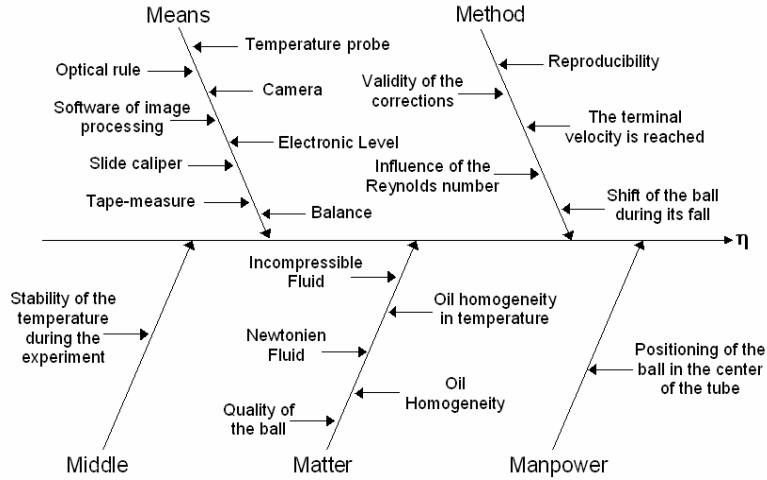 Means
Temperature probe
Optical rule
Camera
Software of image
processing
Electronic Level
Slide caliper
Tape-measure
Balance
Method
Reproducibility
Validity of the
corrections
The terminal
velocity is reached
Influence of the
Reynolds number
Shift of the ball
during its fall
η
Stability of the
temperature
during the
experiment
Middle
Incompressible
Fluid
Oil homogeneity
in temperature
Newtonien
Fluid
Oil
Homogeneity
Quality of
the ball
Matter
Positioning of the
ball in the center
of the tube
Manpower